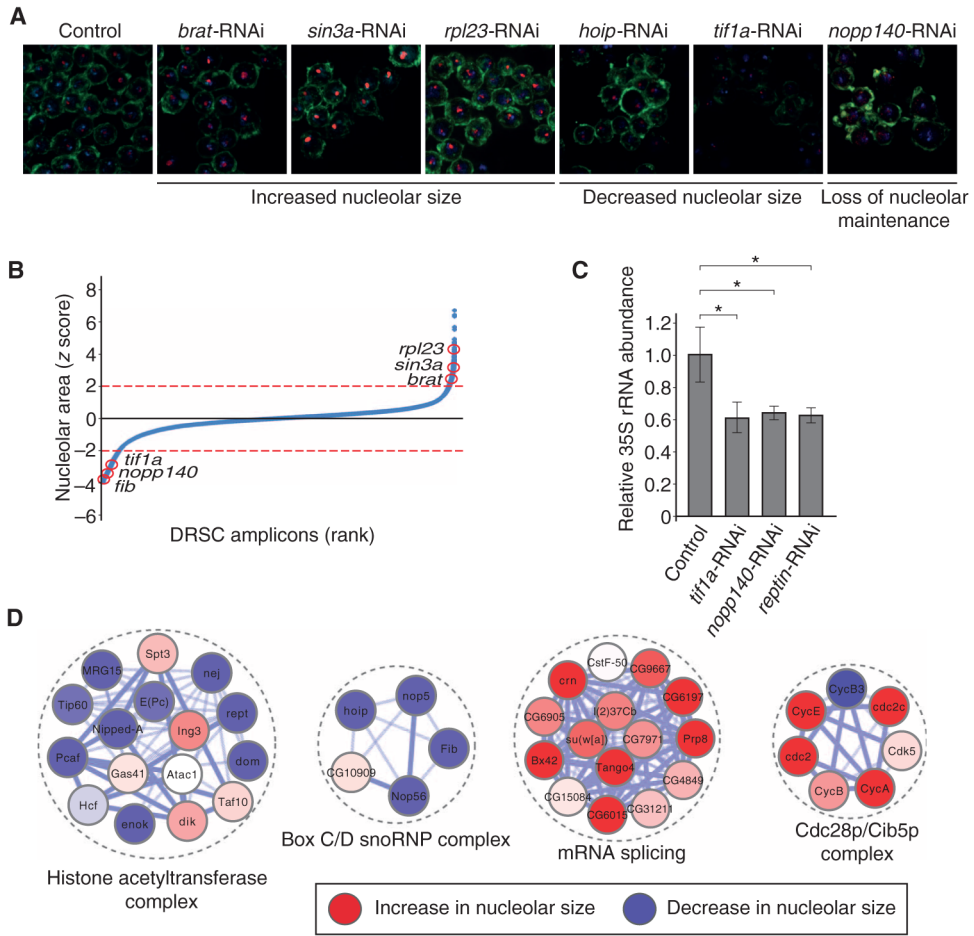 A
Control
brat-RNAi
sin3a-RNAi
rpl23-RNAi
hoip-RNAi
tif1a-RNAi
nopp140-RNAi
Increased nucleolar size
Decreased nucleolar size
Loss of nucleolar
maintenance
B
Nucleolar area (z score)
8
6
4
2
0
−2
−4
−6
rpl23
sin3a
brat
tif1a
nopp140
fib
DRSC amplicons (rank)
C
Relative 35S rRNA abundance
1.2
1.0
0.8
0.6
0.4
0.2
0
*
*
*
Control
tif1a-RNAi
nopp140-RNAi
reptin-RNAi
D
Spt3
MRG15
nej
Tip60
E(Pc)
rept
Nipped-A
Ing3
Pcaf
dom
Gas41
Atac1
Hcf
Taf10
enok
dik
Histone acetyltransferase
complex
nop5
hoip
Fib
CG10909
Nop56
Box C/D snoRNP complex
CstF-50
CG9667
crn
CG6197
l(2)37Cb
CG6905
su(w[a])
CG7971
Prp8
Bx42
Tango4
CG4849
CG15084
CG31211
CG6015
mRNA splicing
CycB3
CycE
cdc2c
cdc2
Cdk5
CycB
CycA
Cdc28p/Cib5p
complex
Increase in nucleolar size
Decrease in nucleolar size